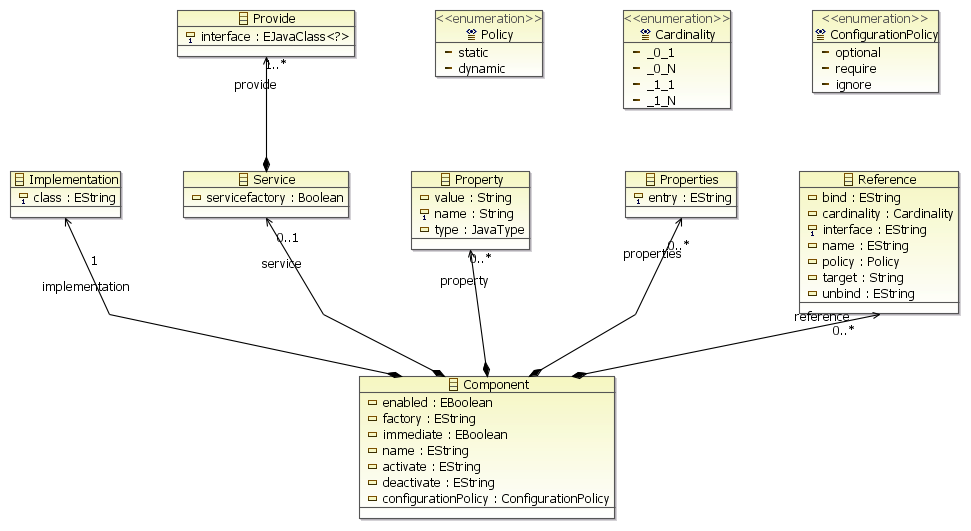 Provide
interface : EJavaClass<?>
<<enumeration>>
Policy
static
dynamic
<<enumeration>>
Cardinality
_0_1
_0_N
_1_1
_1_N
<<enumeration>>
ConfigurationPolicy
optional
require
ignore
1..*
provide
Implementation
class : EString
Service
servicefactory : Boolean
Property
value : String
name : String
type : JavaType
Properties
entry : EString
Reference
bind : EString
cardinality : Cardinality
interface : EString
name : EString
policy : Policy
target : String
unbind : EString
1
implementation
0..1
service
0..*
property
0..*
properties
reference
0..*
Component
enabled : EBoolean
factory : EString
immediate : EBoolean
name : EString
activate : EString
deactivate : EString
configurationPolicy : ConfigurationPolicy